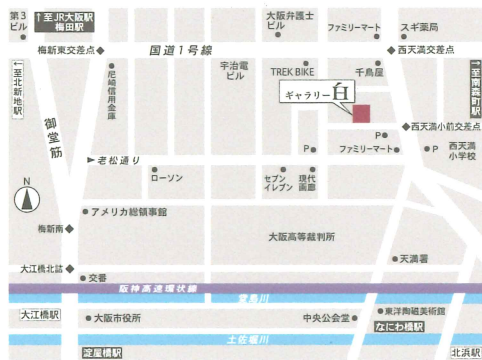 第3
ビル
↑至JR大阪駅
梅田駅
大阪弁護士
ビル
ファミリーマート
スギ薬局
梅新東交差点
国道1号線
西天満交差点
←至北新地駅
尼崎信用金庫
宇治電
ビル
TREK BIKE
千鳥屋
→至南森町駅
ギャラリー白
御堂筋
西天満小前交差点
P
老松通り
P
ファミリーマート
P
西天満
小学校
ローソン
セブン
イレブン
現代
画廊
N
アメリカ総領事館
梅新南
大阪高等裁判所
大江橋北詰
天満署
交番
阪神高速環状線
堂島川
大江橋駅
大阪市役所
中央公会堂
東洋陶磁美術館
なにわ橋駅
土佐堀川
淀屋橋駅
北浜駅